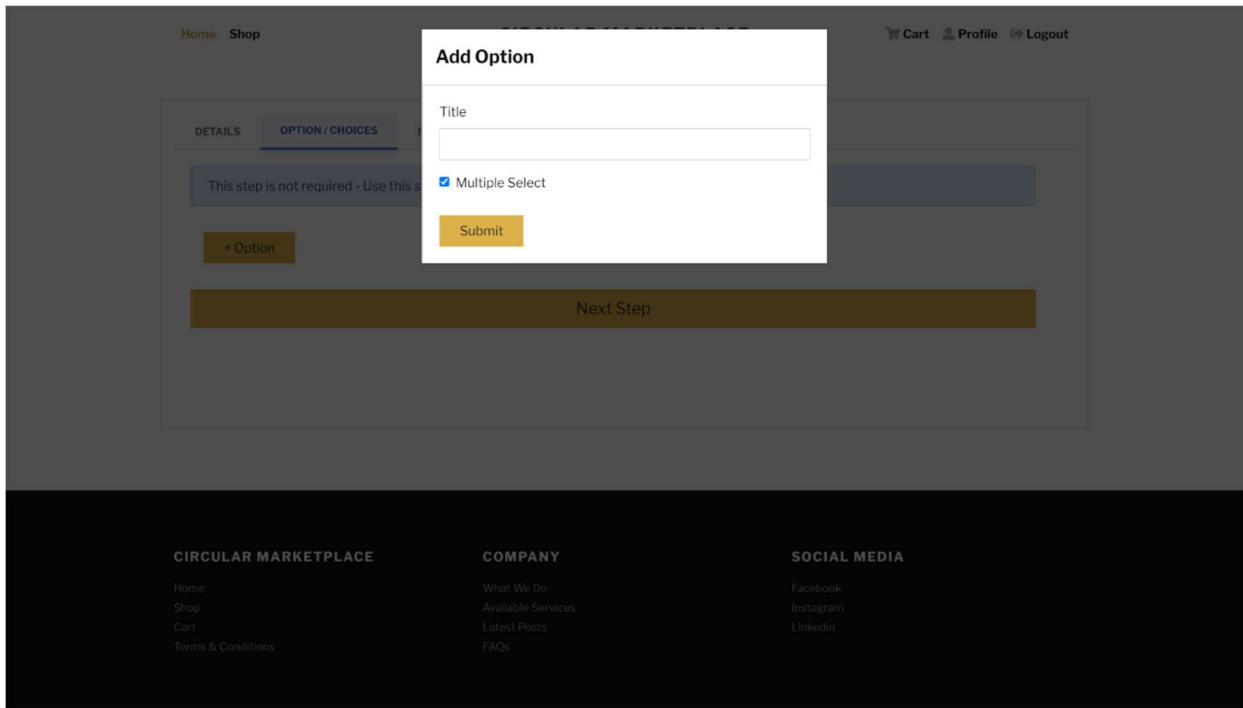 Home Shop
Cart Profile Logout
Add Option
Title
Multiple Select
Submit
DETAILS OPTION / CHOICES
This step is not required - Use this s
+ Option
Next Step
CIRCULAR MARKETPLACE
Home
Shop
Cart
Terms & Conditions
COMPANY
What We Do
Available Services
Latest Posts
FAQs
SOCIAL MEDIA
Facebook
Instagram
Linkedin